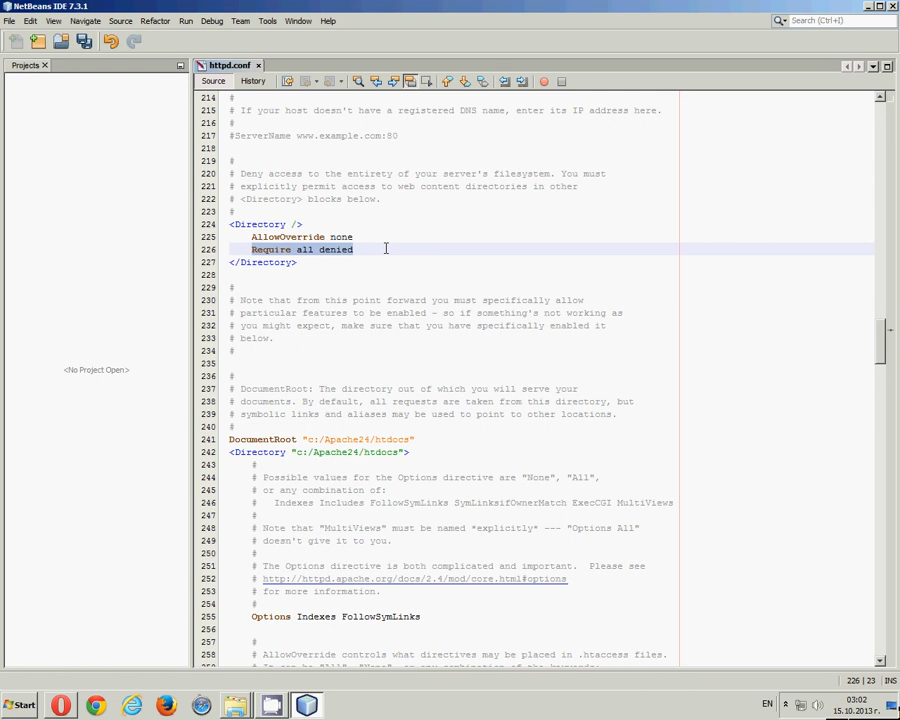 NetBeans IDE 7.3.1
File Edit View Navigate Source Refactor Run Debug Team Tools Window Help
Search (Ctrl+I)
Projects
httpd.conf
Source History
214 #
215 # If your host doesn't have a registered DNS name, enter its IP address here.
216 #
217 #ServerName www.example.com:80
218
219 #
220 # Deny access to the entirety of your server's filesystem. You must
221 # explicitly permit access to web content directories in other
222 # <Directory> blocks below.
223 #
224 <Directory />
225 AllowOverride none
226 Require all denied
227 </Directory>
228
229 #
230 # Note that from this point forward you must specifically allow
231 # particular features to be enabled - so if something's not working as
232 # you might expect, make sure that you have specifically enabled it
233 # below.
234 #
235
236 #
237 # DocumentRoot: The directory out of which you will serve your
238 # documents. By default, all requests are taken from this directory, but
239 # symbolic links and aliases may be used to point to other locations.
240 #
241 DocumentRoot "c:/Apache24/htdocs"
242 <Directory "c:/Apache24/htdocs">
243 #
244 # Possible values for the Options directive are "None", "All",
245 # or any combination of:
246 #   Indexes Includes FollowSymLinks SymLinksifOwnerMatch ExecCGI MultiViews
247 #
248 # Note that "MultiViews" must be named *explicitly* --- "Options All"
249 # doesn't give it to you.
250 #
251 # The Options directive is both complicated and important.  Please see
252 # http://httpd.apache.org/docs/2.4/mod/core.html#options
253 # for more information.
254 #
255 Options Indexes FollowSymLinks
256
257 #
258 # AllowOverride controls what directives may be placed in .htaccess files.
<No Project Open>
226 | 23 INS
Start
EN
03:02
15.10.2013 г.